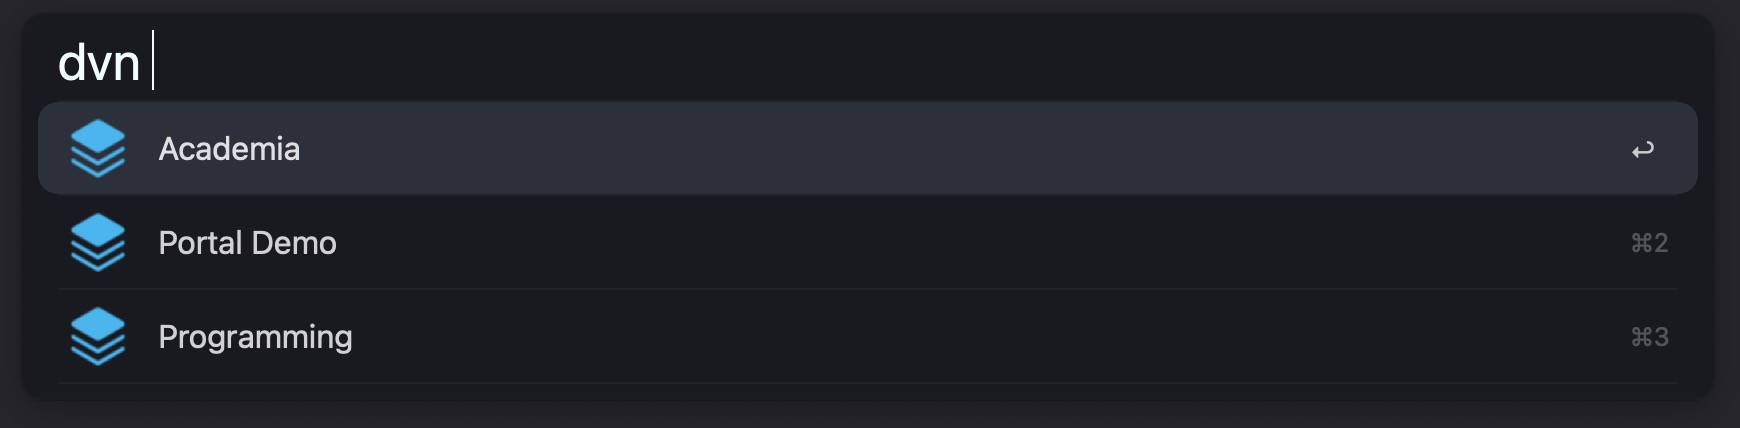 dvn
Academia ↩
Portal Demo ⌘2
Programming ⌘3